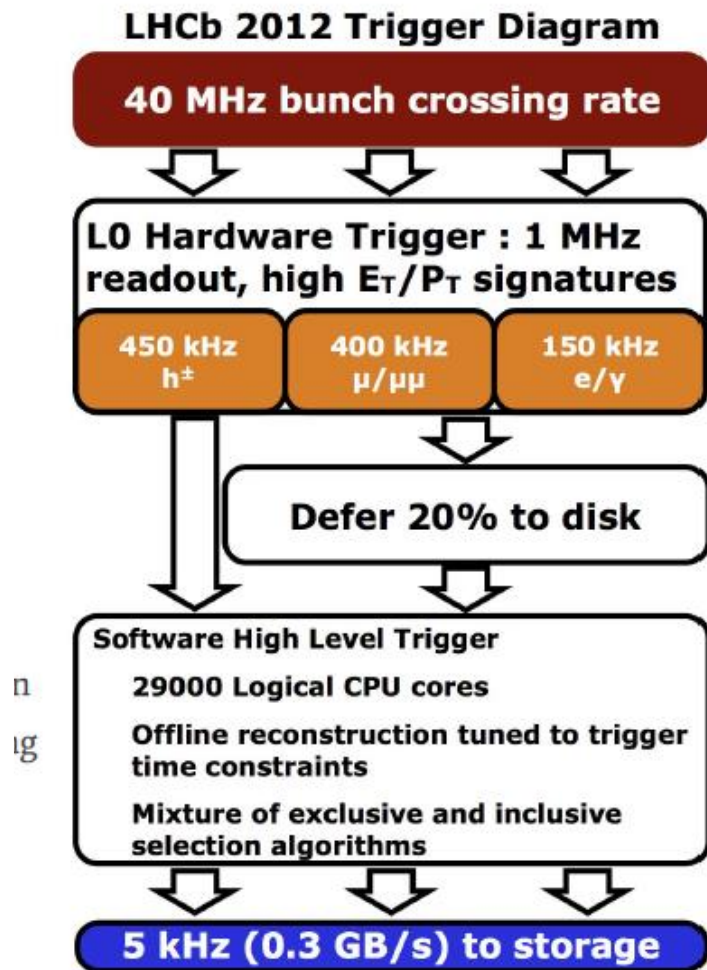 LHCb 2012 Trigger Diagram
40 MHz bunch crossing rate
L0 Hardware Trigger : 1 MHz
readout, high E_T/P_T signatures
450 kHz
h±
400 kHz
μ/μμ
150 kHz
e/γ
Defer 20% to disk
Software High Level Trigger
29000 Logical CPU cores
Offline reconstruction tuned to trigger
time constraints
Mixture of exclusive and inclusive
selection algorithms
5 kHz (0.3 GB/s) to storage